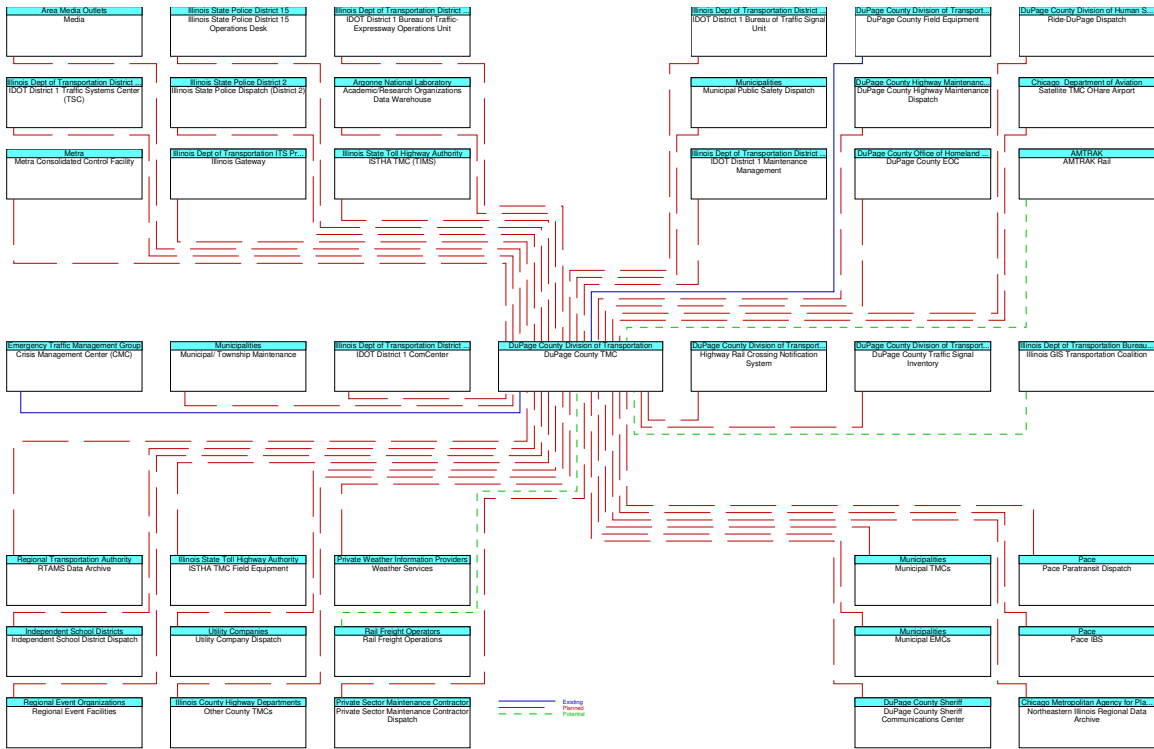 Area Media Outlets
Media
Illinois State Police District 15
Illinois State Police District 15
Operations Desk
Illinois Dept of Transportation District ...
IDOT District 1 Bureau of Traffic-
Expressway Operations Unit
Illinois Dept of Transportation District ...
IDOT District 1 Bureau of Traffic Signal
Unit
DuPage County Division of Transport...
DuPage County Field Equipment
DuPage County Division of Human S...
Ride-DuPage Dispatch
Illinois Dept of Transportation District ...
IDOT District 1 Traffic Systems Center
(TSC)
Illinois State Police District 2
Illinois State Police Dispatch (District 2)
Argonne National Laboratory
Academic/Research Organizations
Data Warehouse
Municipalities
Municipal Public Safety Dispatch
DuPage County Highway Maintenanc...
DuPage County Highway Maintenance
Dispatch
Chicago Department of Aviation
Satellite TMC OHare Airport
Metra
Metra Consolidated Control Facility
Illinois Dept of Transportation ITS Pr...
Illinois Gateway
Illinois State Toll Highway Authority
ISTHA TMC (TIMS)
Illinois Dept of Transportation District ...
IDOT District 1 Maintenance
Management
DuPage County Office of Homeland ...
DuPage County EOC
AMTRAK
AMTRAK Rail
Emergency Traffic Management Group
Crisis Management Center (CMC)
Municipalities
Municipal/ Township Maintenance
Illinois Dept of Transportation District ...
IDOT District 1 ComCenter
DuPage County Division of Transportation
DuPage County TMC
DuPage County Division of Transport...
Highway Rail Crossing Notification
System
DuPage County Division of Transport...
DuPage County Traffic Signal
Inventory
Illinois Dept of Transportation Bureau...
Illinois GIS Transportation Coalition
Regional Transportation Authority
RTAMS Data Archive
Illinois State Toll Highway Authority
ISTHA TMC Field Equipment
Private Weather Information Providers
Weather Services
Municipalities
Municipal TMCs
Pace
Pace Paratransit Dispatch
Independent School Districts
Independent School District Dispatch
Utility Companies
Utility Company Dispatch
Rail Freight Operators
Rail Freight Operations
Municipalities
Municipal EMCs
Pace
Pace IBS
Regional Event Organizations
Regional Event Facilities
Illinois County Highway Departments
Other County TMCs
Private Sector Maintenance Contractor
Private Sector Maintenance Contractor
Dispatch
Existing
Planned
Potential
DuPage County Sheriff
DuPage County Sheriff
Communications Center
Chicago Metropolitan Agency for Pla...
Northeastern Illinois Regional Data
Archive